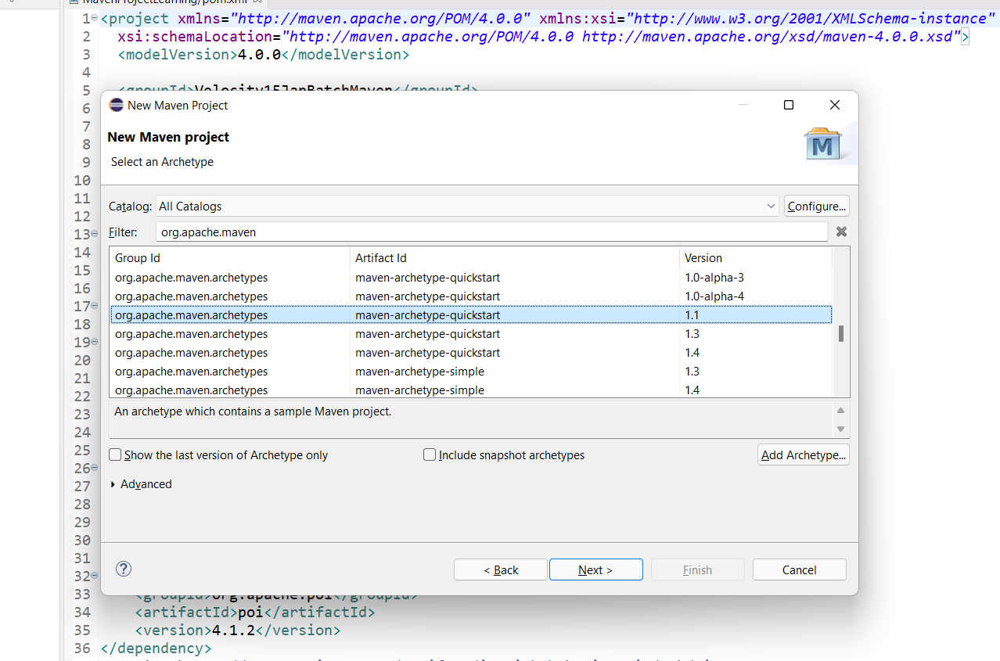 MavenProjectLearning/pom.xml
1 <project xmlns="http://maven.apache.org/POM/4.0.0" xmlns:xsi="http://www.w3.org/2001/XMLSchema-instance"
2 xsi:schemaLocation="http://maven.apache.org/POM/4.0.0 http://maven.apache.org/xsd/maven-4.0.0.xsd">
3 <modelVersion>4.0.0</modelVersion>
4
5 <groupId>Velocity15JanBatchMaven</groupId>
6
7
8
9
10
11
12
13
14
15
16
17
18
19
20
21
22
23
24
25
26
27
28
29
30
31
32
New Maven Project
New Maven project
Select an Archetype
Catalog: All Catalogs Configure...
Filter: org.apache.maven
Group Id Artifact Id Version
org.apache.maven.archetypes maven-archetype-quickstart 1.0-alpha-3
org.apache.maven.archetypes maven-archetype-quickstart 1.0-alpha-4
org.apache.maven.archetypes maven-archetype-quickstart 1.1
org.apache.maven.archetypes maven-archetype-quickstart 1.3
org.apache.maven.archetypes maven-archetype-quickstart 1.4
org.apache.maven.archetypes maven-archetype-simple 1.3
org.apache.maven.archetypes maven-archetype-simple 1.4
An archetype which contains a sample Maven project.
Show the last version of Archetype only Include snapshot archetypes Add Archetype...
Advanced
? < Back Next > Finish Cancel
33 <groupId>org.apache.poi</groupId>
34 <artifactId>poi</artifactId>
35 <version>4.1.2</version>
36 </dependency>